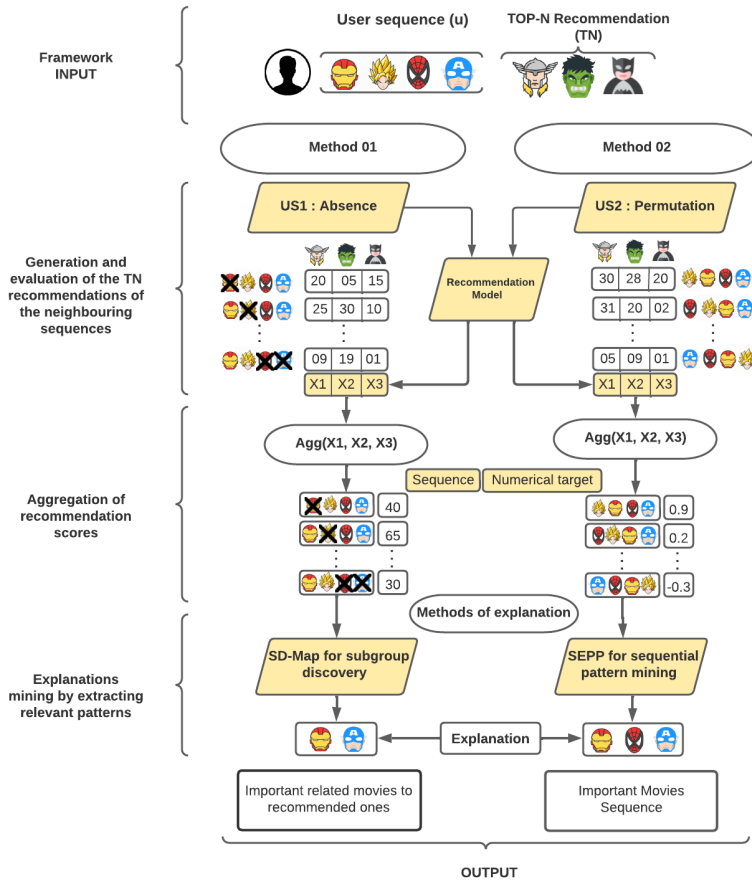 User sequence (u)
TOP-N Recommendation
(TN)
Framework
INPUT
Method 01
Method 02
US1 : Absence
US2 : Permutation
Generation and
evaluation of the TN
recommendations of
the neighbouring
sequences
Recommendation
Model
20 05 15
25 30 10
09 19 01
X1 X2 X3
30 28 20
31 20 02
05 09 01
X1 X2 X3
Agg(X1, X2, X3)
Agg(X1, X2, X3)
Aggregation of
recommendation
scores
Sequence
Numerical target
40
65
30
0.9
0.2
-0.3
Methods of explanation
Explanations
mining by extracting
relevant patterns
SD-Map for subgroup
discovery
SEPP for sequential
pattern mining
Explanation
Important related movies to
recommended ones
Important Movies
Sequence
OUTPUT